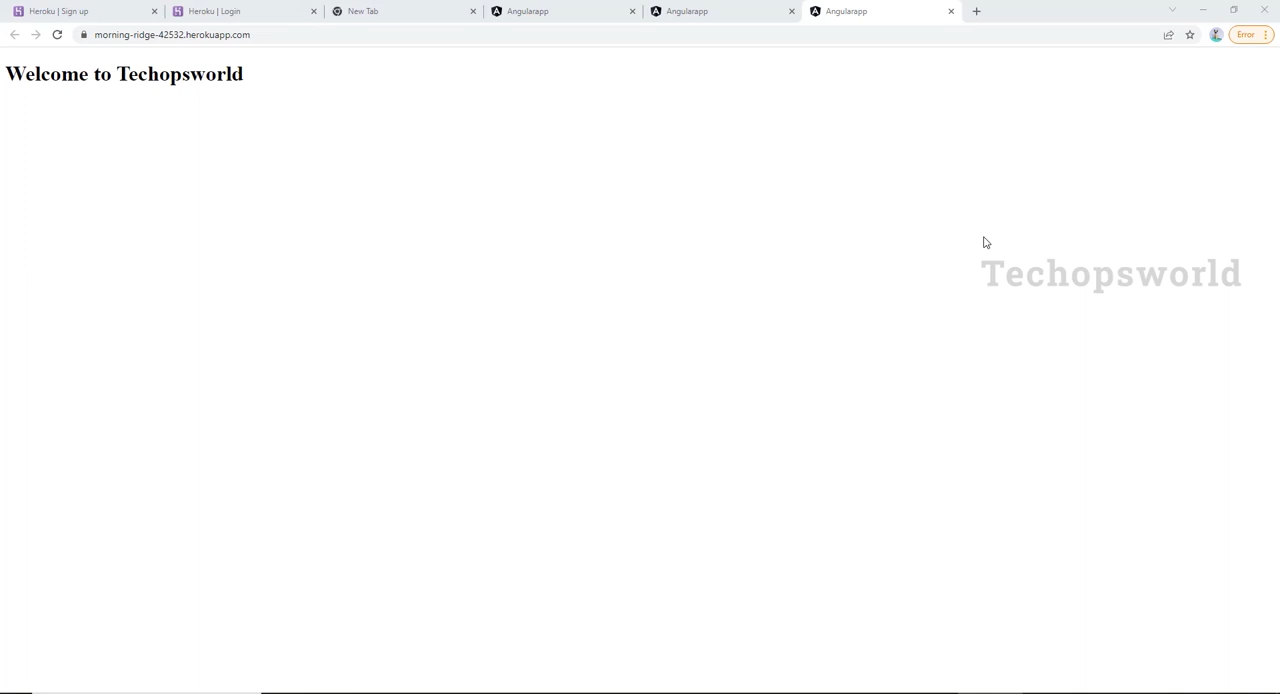 Heroku | Sign up
Heroku | Login
New Tab
Angularapp
Angularapp
Angularapp
morning-ridge-42532.herokuapp.com
Error
Welcome to Techopsworld
Techopsworld